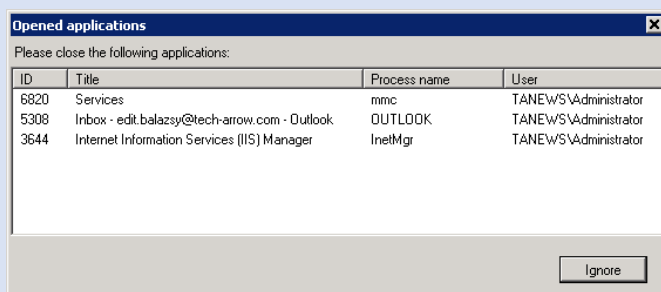 Opened applications
Please close the following applications:
ID Title Process name User
6820 Services mmc TANEWS\Administrator
5308 Inbox - edit.balazsy@tech-arrow.com - Outlook OUTLOOK TANEWS\Administrator
3644 Internet Information Services (IIS) Manager InetMgr TANEWS\Administrator
Ignore